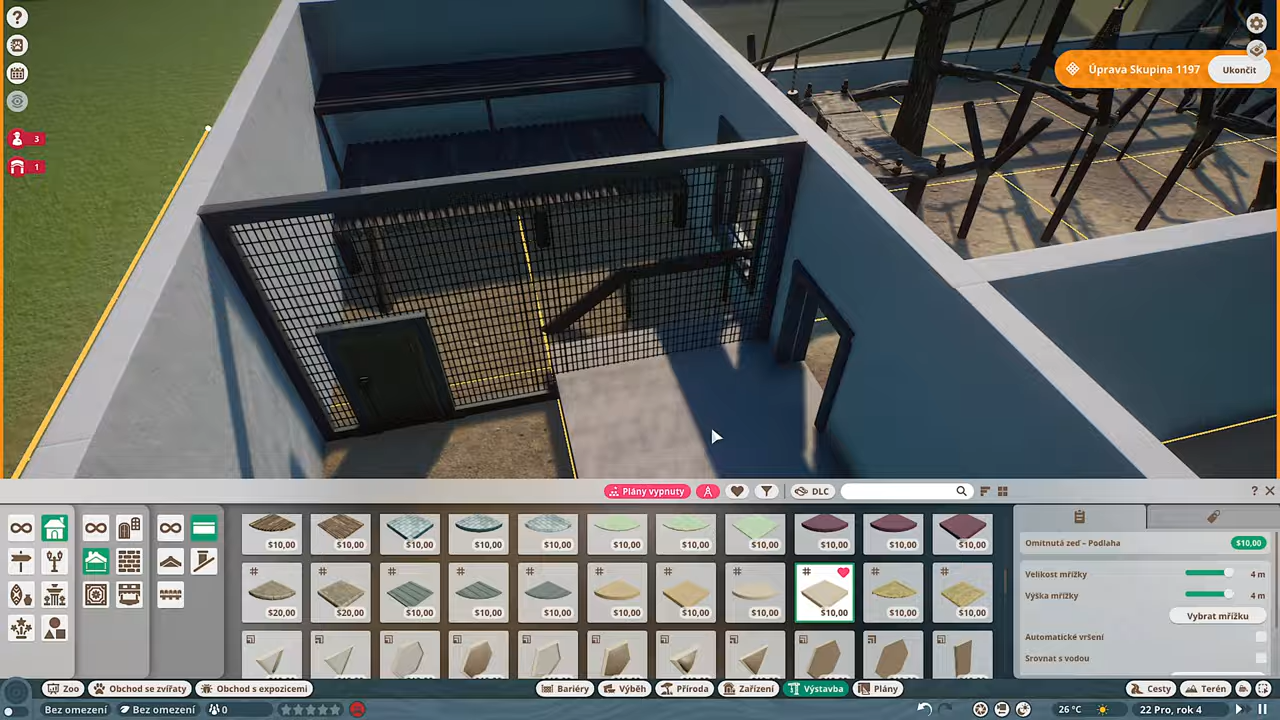 ?
Úprava Skupina 1197
Ukončit
3
1
Plány vypnuty
DLC
? ×
$10,00 $10,00 $10,00 $10,00 $10,00 $10,00 $10,00 $10,00 $10,00 $10,00 $10,00
$20,00 $20,00 $10,00 $10,00 $10,00 $10,00 $10,00 $10,00 $10,00 $10,00 $10,00
Omítnutá zeď – Podlaha
$10,00
Velikost mřížky 4 m
Výška mřížky 4 m
Vybrat mřížku
Automatické vršení
Srovnat s vodou
Zoo
Obchod se zvířaty
Obchod s expozicemi
Bariéry
Výběh
Příroda
Zařízení
Výstavba
Plány
Cesty
Terén
Bez omezení
Bez omezení
0
26 °C
22 Pro, rok 4